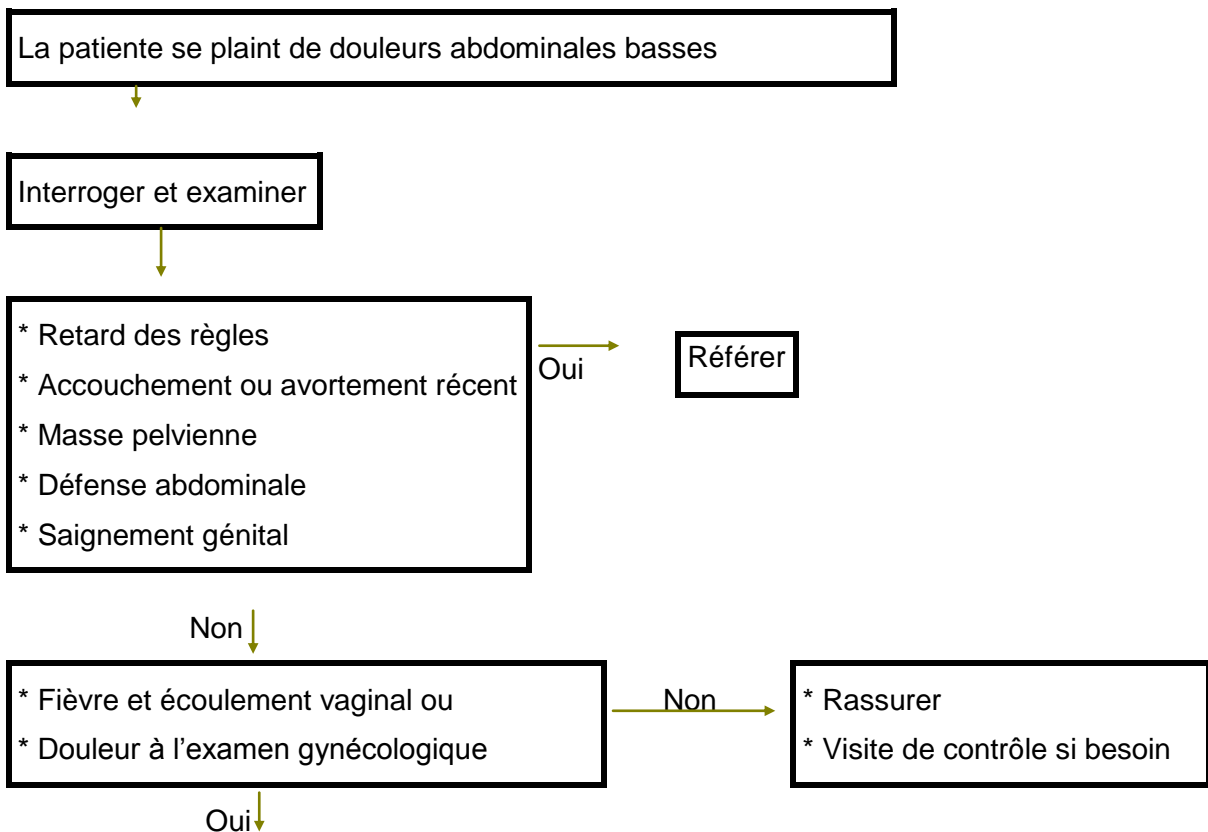 La patiente se plaint de douleurs abdominales basses
Interroger et examiner
* Retard des règles
* Accouchement ou avortement récent
* Masse pelvienne
* Défense abdominale
* Saignement génital
Oui
Référer
Non
* Fièvre et écoulement vaginal ou
* Douleur à l’examen gynécologique
Non
* Rassurer
* Visite de contrôle si besoin
Oui